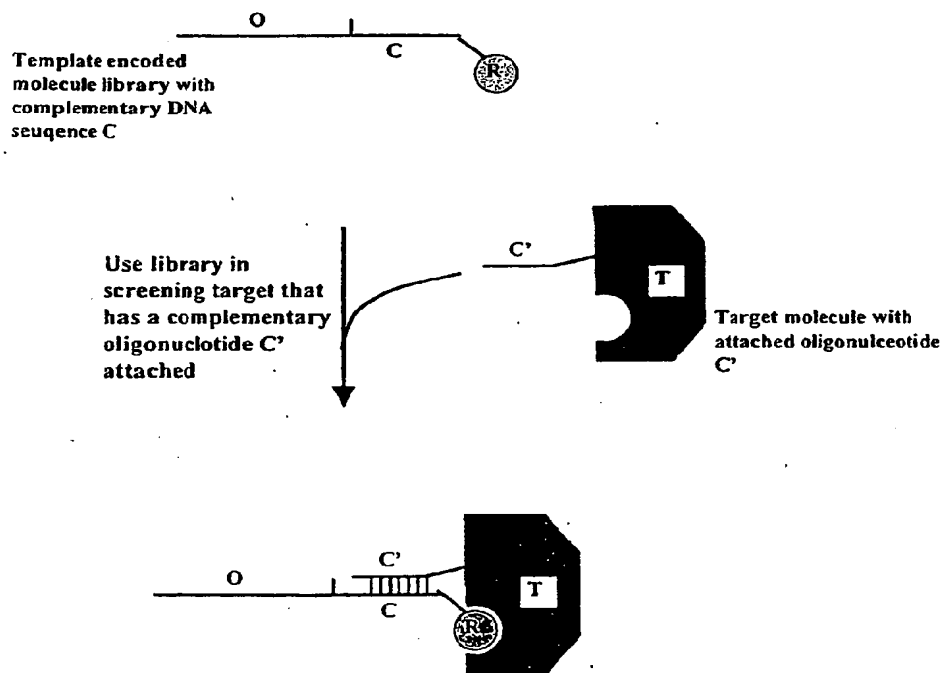 O
C
R
Template encoded
molecule library with
complementary DNA
seuqence C
C'
T
Use library in
screening target that
has a complementary
oligonuclotide C'
attached
Target molecule with
attached oligonulceotide
C'
C'
O
C
T
R